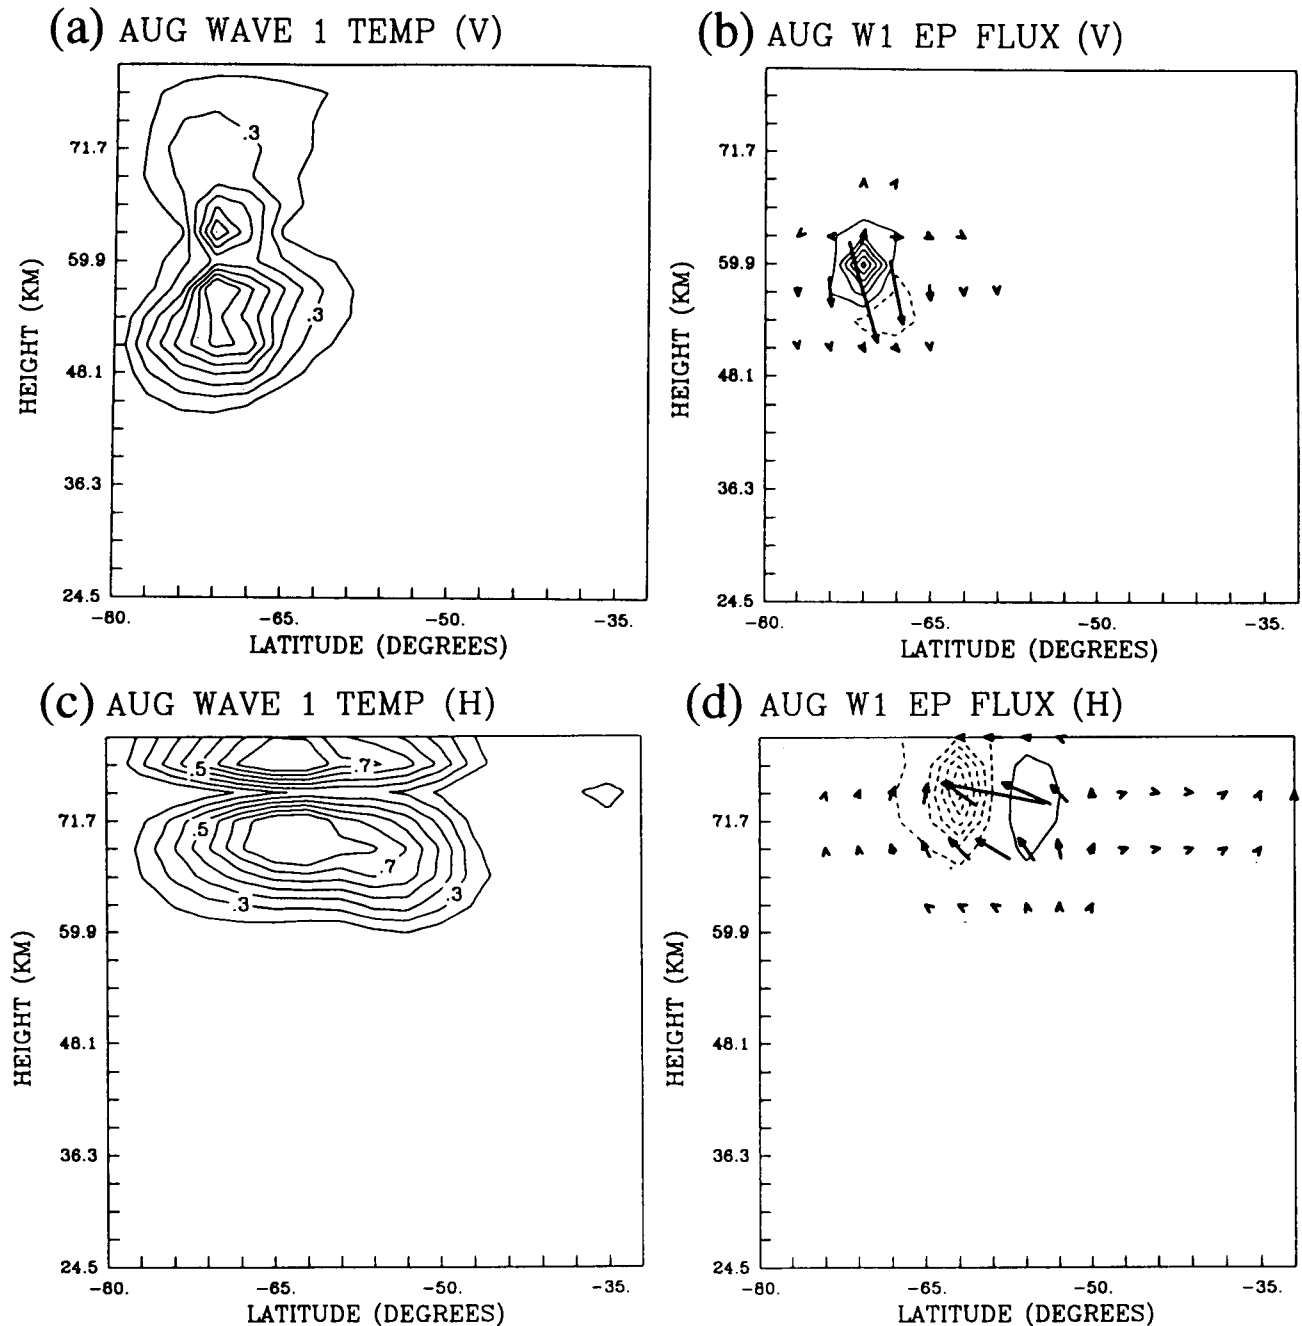 (a) AUG WAVE 1 TEMP (V)
.3
.3
71.7
59.9
48.1
36.3
24.5
HEIGHT (KM)
-80. -65. -50. -35.
LATITUDE (DEGREES)
(b) AUG W1 EP FLUX (V)
71.7
59.9
48.1
36.3
24.5
HEIGHT (KM)
-80. -65. -50. -35.
LATITUDE (DEGREES)
(c) AUG WAVE 1 TEMP (H)
.5 .7
.5
.7
.3 .3
71.7
59.9
48.1
36.3
24.5
HEIGHT (KM)
-80. -65. -50. -35.
LATITUDE (DEGREES)
(d) AUG W1 EP FLUX (H)
71.7
59.9
48.1
36.3
24.5
HEIGHT (KM)
-80. -65. -50. -35.
LATITUDE (DEGREES)